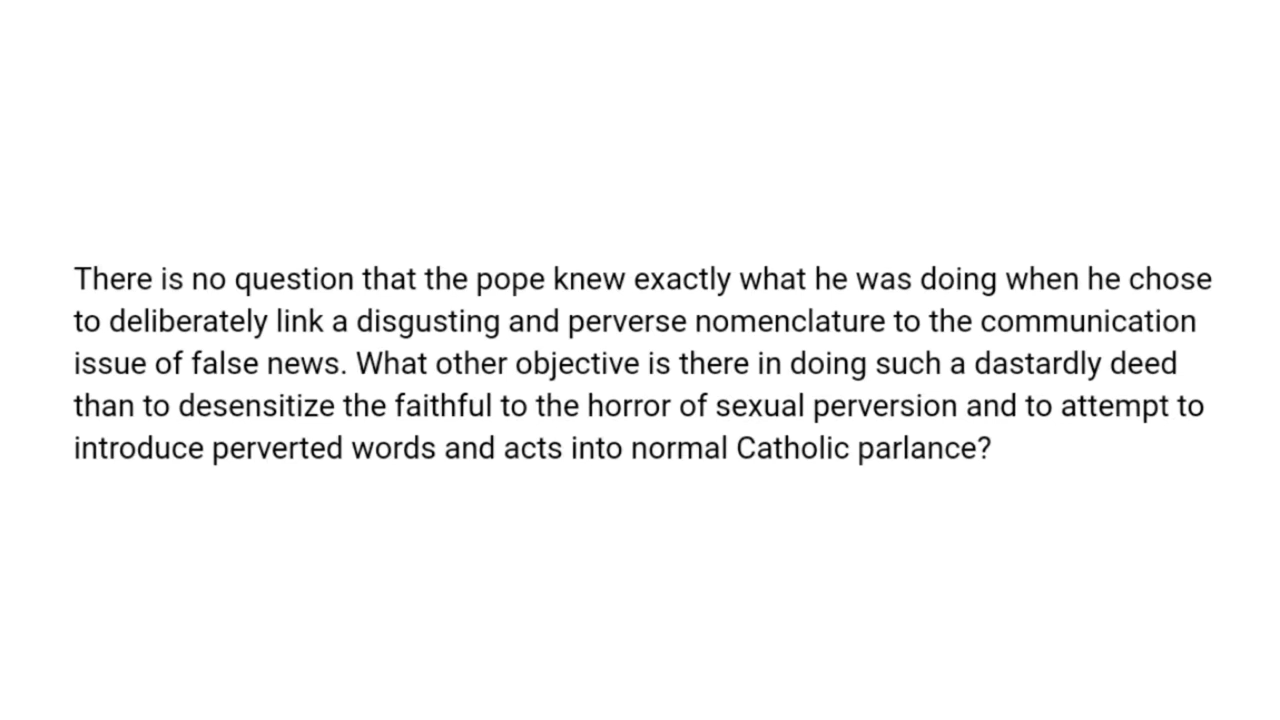 There is no question that the pope knew exactly what he was doing when he chose
to deliberately link a disgusting and perverse nomenclature to the communication
issue of false news. What other objective is there in doing such a dastardly deed
than to desensitize the faithful to the horror of sexual perversion and to attempt to
introduce perverted words and acts into normal Catholic parlance?